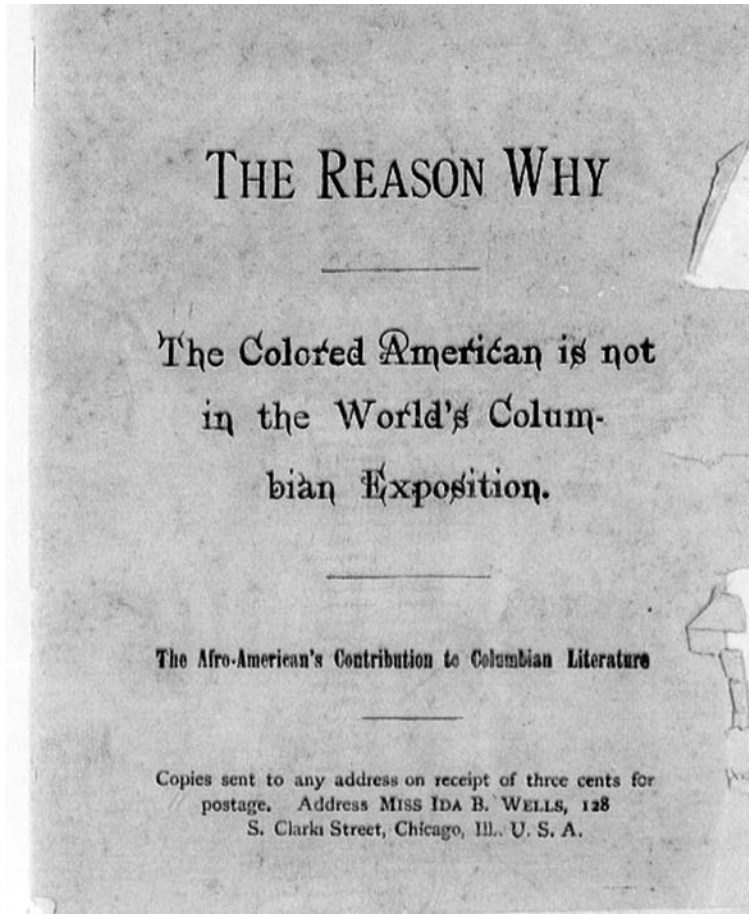 THE REASON WHY
The Colored American is not
in the World's Colum-
bian Exposition.
The Afro-American's Contribution to Columbian Literature
Copies sent to any address on receipt of three cents for
postage. Address MISS IDA B. WELLS, 128
S. Clark Street, Chicago, Ill. U. S. A.